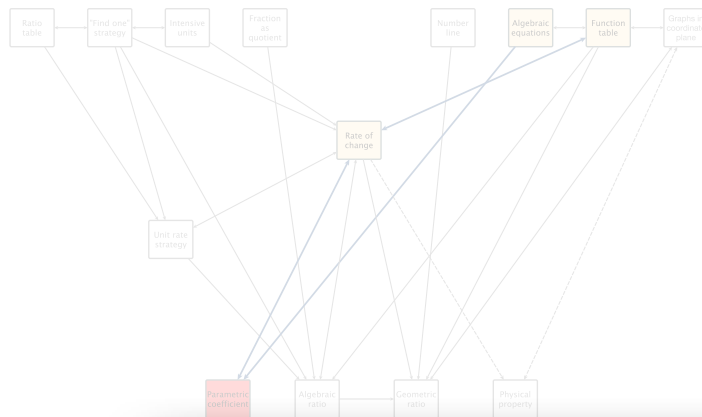 Ratio
table
"Find one"
strategy
Intensive
units
Fraction
as
quotient
Number
line
Algebraic
equations
Function
table
Graphs in
coordinat
plane
Rate of
change
Unit rate
strategy
Parametric
coefficient
Algebraic
ratio
Geometric
ratio
Physical
property